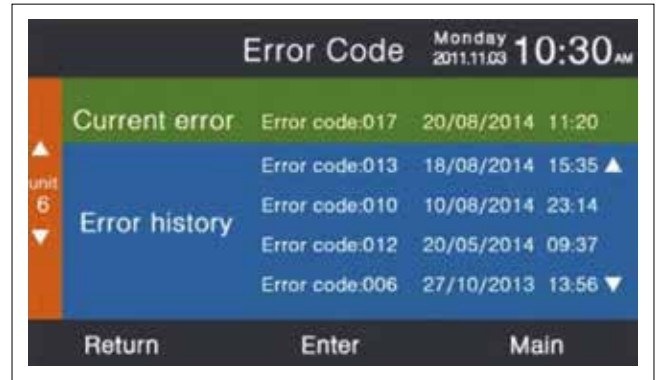 Error Code Monday 2011.11.03 10:30AM
Current error Error code:017 20/08/2014 11:20
▲ Error code:013 18/08/2014 15:35 ▲
unit
6 Error history Error code:010 10/08/2014 23:14
▼ Error code:012 20/05/2014 09:37
Error code:006 27/10/2013 13:56 ▼
Return Enter Main